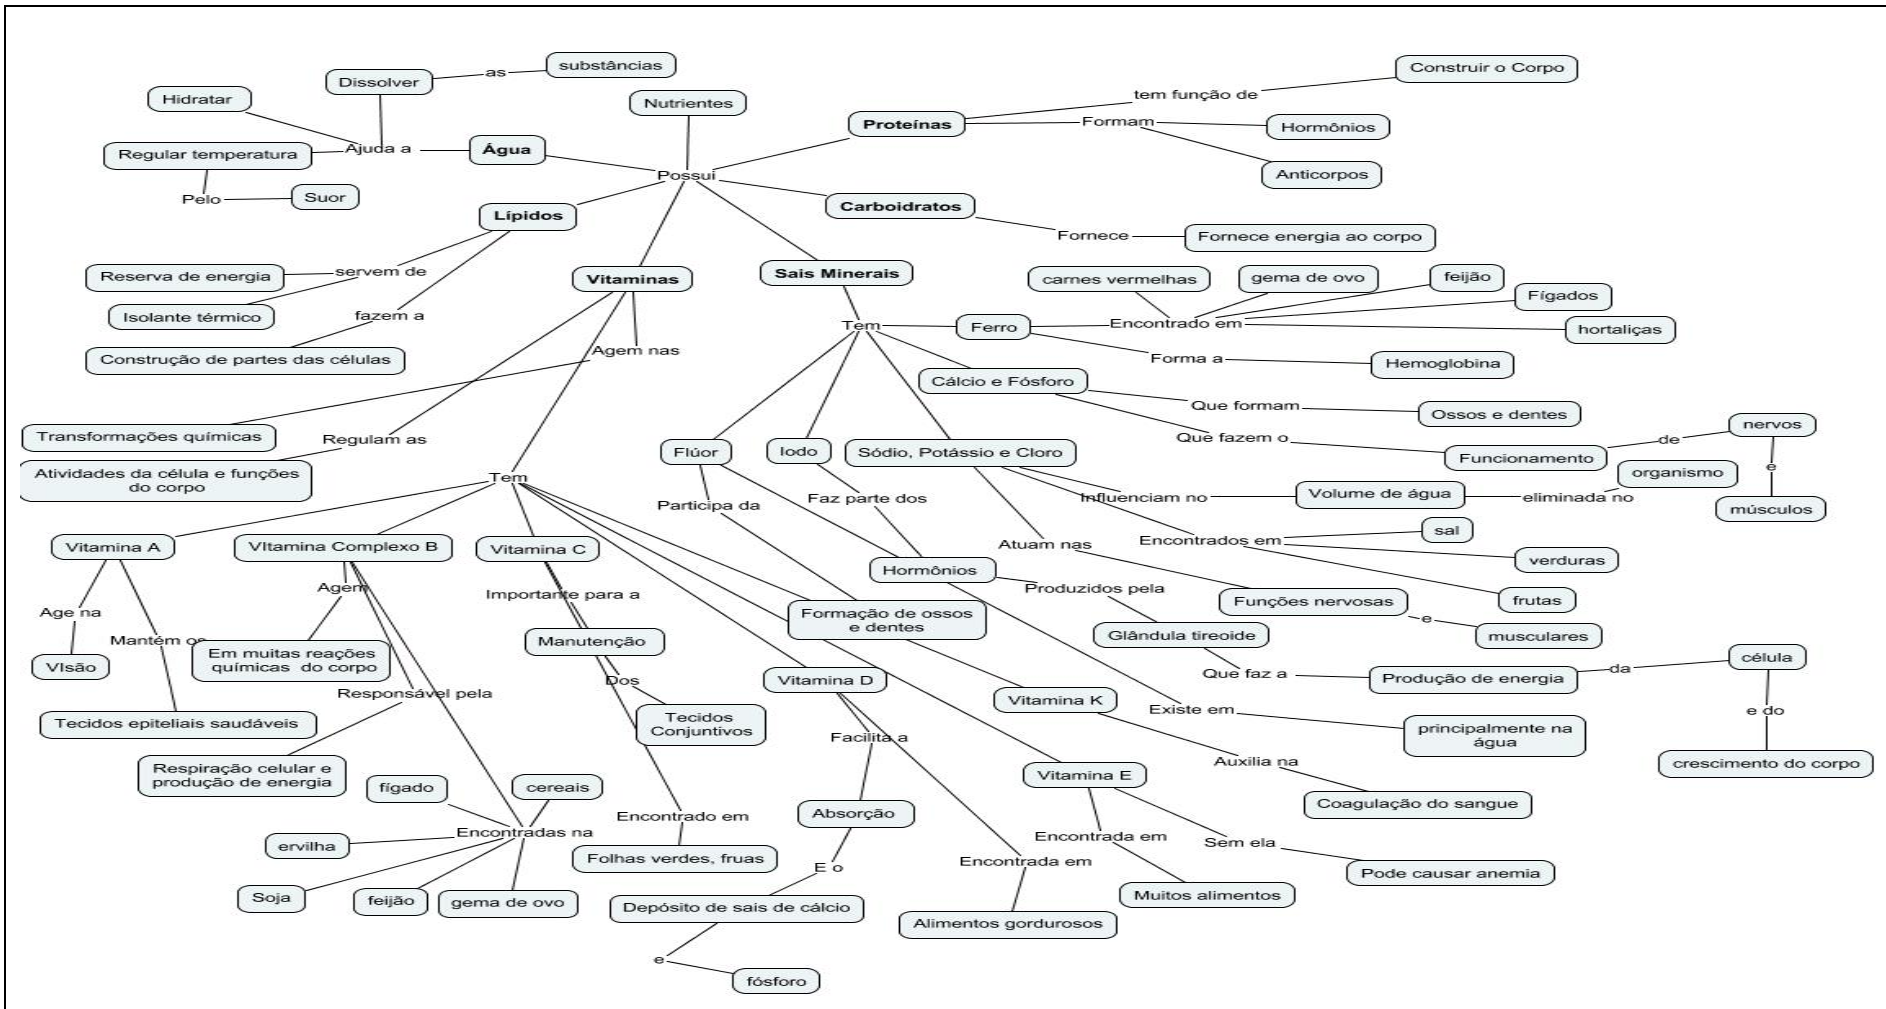 Nutrientes
Possui
Água
Ajuda a
Hidratar
Dissolver
as
substâncias
Regular temperatura
Pelo
Suor
Lípidos
servem de
Reserva de energia
Isolante térmico
fazem a
Construção de partes das células
Proteínas
tem função de
Construir o Corpo
Formam
Hormônios
Anticorpos
Carboidratos
Fornece
Fornece energia ao corpo
Vitaminas
Agem nas
Transformações químicas
Regulam as
Atividades da célula e funções
do corpo
Tem
Vitamina A
Age na
VIsão
Mantém os
Tecidos epiteliais saudáveis
VItamina Complexo B
Agem
Em muitas reações
químicas do corpo
Responsável pela
Respiração celular e
produção de energia
Encontradas na
fígado
cereais
ervilha
Soja
feijão
gema de ovo
Vitamina C
Importante para a
Manutenção
Dos
Tecidos
Conjuntivos
Encontrado em
Folhas verdes, fruas
Vitamina D
Facilita a
Absorção
E o
Depósito de sais de cálcio
e
fósforo
Encontrada em
Alimentos gordurosos
Vitamina E
Encontrada em
Muitos alimentos
Sem ela
Pode causar anemia
Vitamina K
Auxilia na
Coagulação do sangue
Sais Minerais
Tem
Ferro
Encontrado em
carnes vermelhas
gema de ovo
feijão
Fígados
hortaliças
Forma a
Hemoglobina
Cálcio e Fósforo
Que formam
Ossos e dentes
Que fazem o
Funcionamento
de
nervos
e
músculos
Sódio, Potássio e Cloro
Influenciam no
Volume de água
eliminada no
organismo
Encontrados em
sal
verduras
frutas
Atuam nas
Funções nervosas
e
musculares
Iodo
Faz parte dos
Hormônios
Produzidos pela
Glândula tireoide
Que faz a
Produção de energia
da
célula
e do
crescimento do corpo
Flúor
Participa da
Formação de ossos
e dentes
Existe em
principalmente na
água